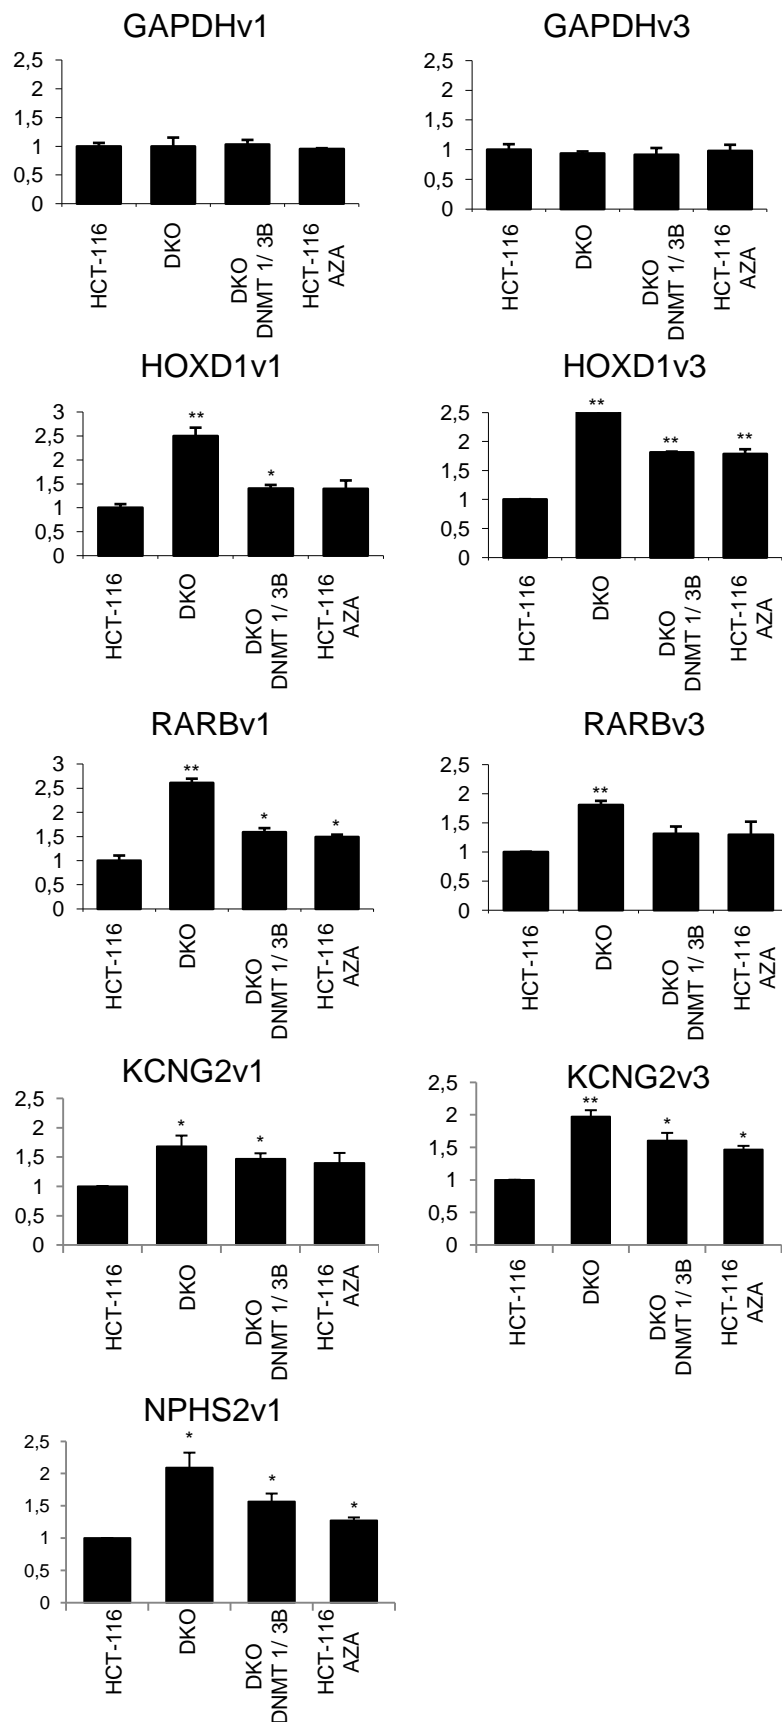 GAPDHv1
2,5
2
1,5
1
0,5
0
HCT-116
DKO
DKO
DNMT 1/ 3B
HCT-116
AZA
GAPDHv3
2,5
2
1,5
1
0,5
0
HCT-116
DKO
DKO
DNMT 1/ 3B
HCT-116
AZA
HOXD1v1
3
2,5
2
1,5
1
0,5
0
**
*
HCT-116
DKO
DKO
DNMT 1/ 3B
HCT-116
AZA
HOXD1v3
2,5
2
1,5
1
0,5
0
**
**
**
HCT-116
DKO
DKO
DNMT 1/ 3B
HCT-116
AZA
RARBv1
3
2,5
2
1,5
1
0,5
0
**
*
*
HCT-116
DKO
DKO
DNMT 1/ 3B
HCT-116
AZA
RARBv3
2,5
2
1,5
1
0,5
0
**
HCT-116
DKO
DKO
DNMT 1/ 3B
HCT-116
AZA
KCNG2v1
2,5
2
1,5
1
0,5
0
*
*
HCT-116
DKO
DKO
DNMT 1/ 3B
HCT-116
AZA
KCNG2v3
2,5
2
1,5
1
0,5
0
**
*
*
HCT-116
DKO
DKO
DNMT 1/ 3B
HCT-116
AZA
NPHS2v1
2,5
2
1,5
1
0,5
0
*
*
*
HCT-116
DKO
DKO
DNMT 1/ 3B
HCT-116
AZA